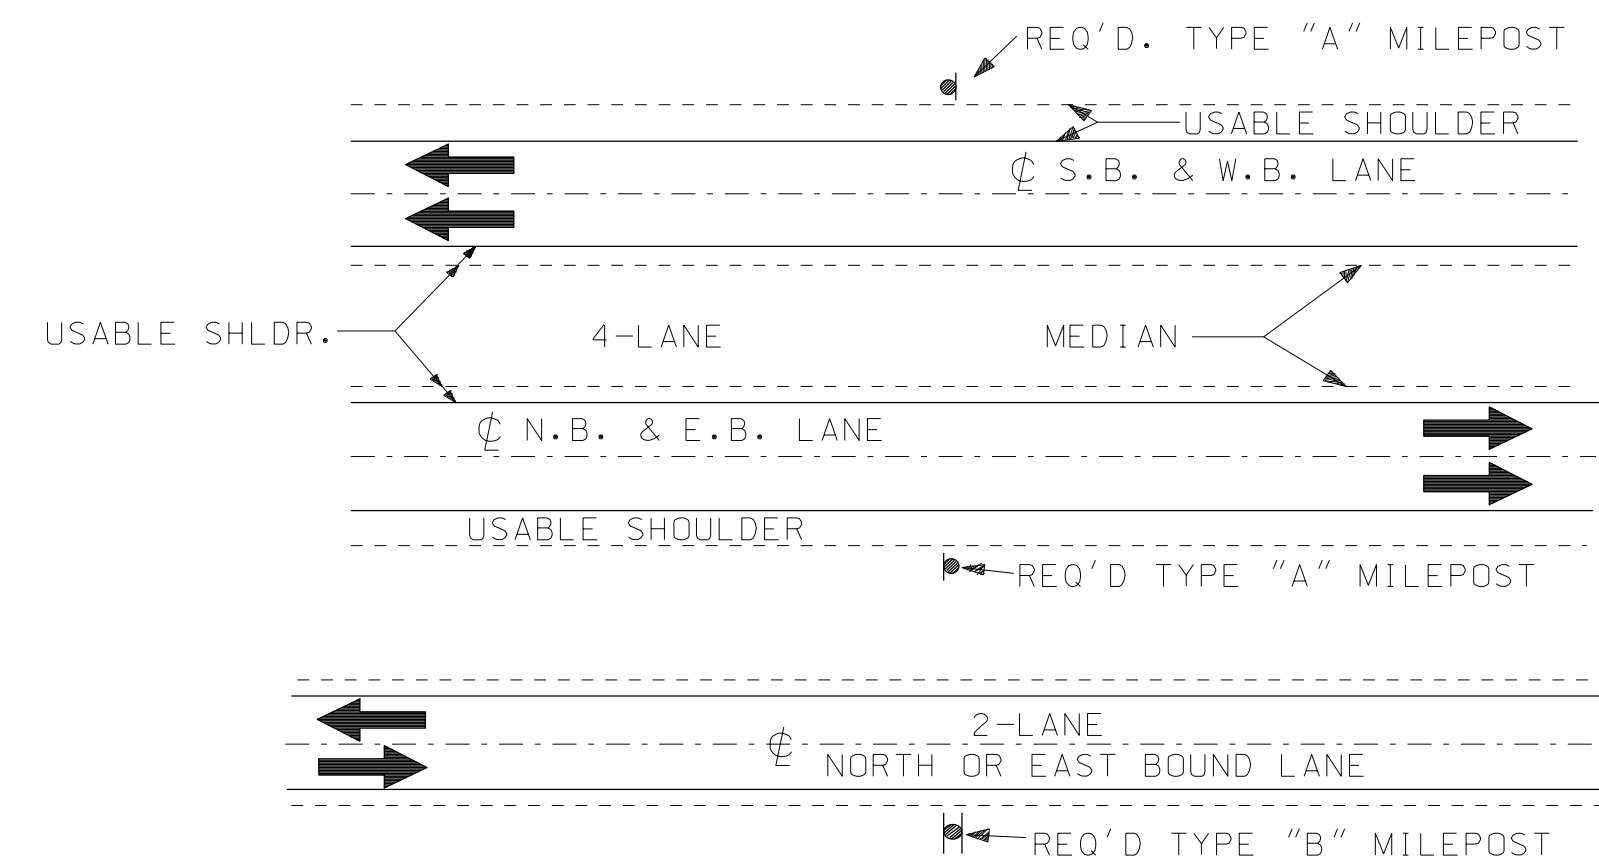 REQ'D. TYPE "A" MILEPOST
USABLE SHOULDER
℄ S.B. & W.B. LANE
USABLE SHLDR.
4-LANE
MEDIAN
℄ N.B. & E.B. LANE
USABLE SHOULDER
REQ'D TYPE "A" MILEPOST
2-LANE
℄ NORTH OR EAST BOUND LANE
REQ'D TYPE "B" MILEPOST